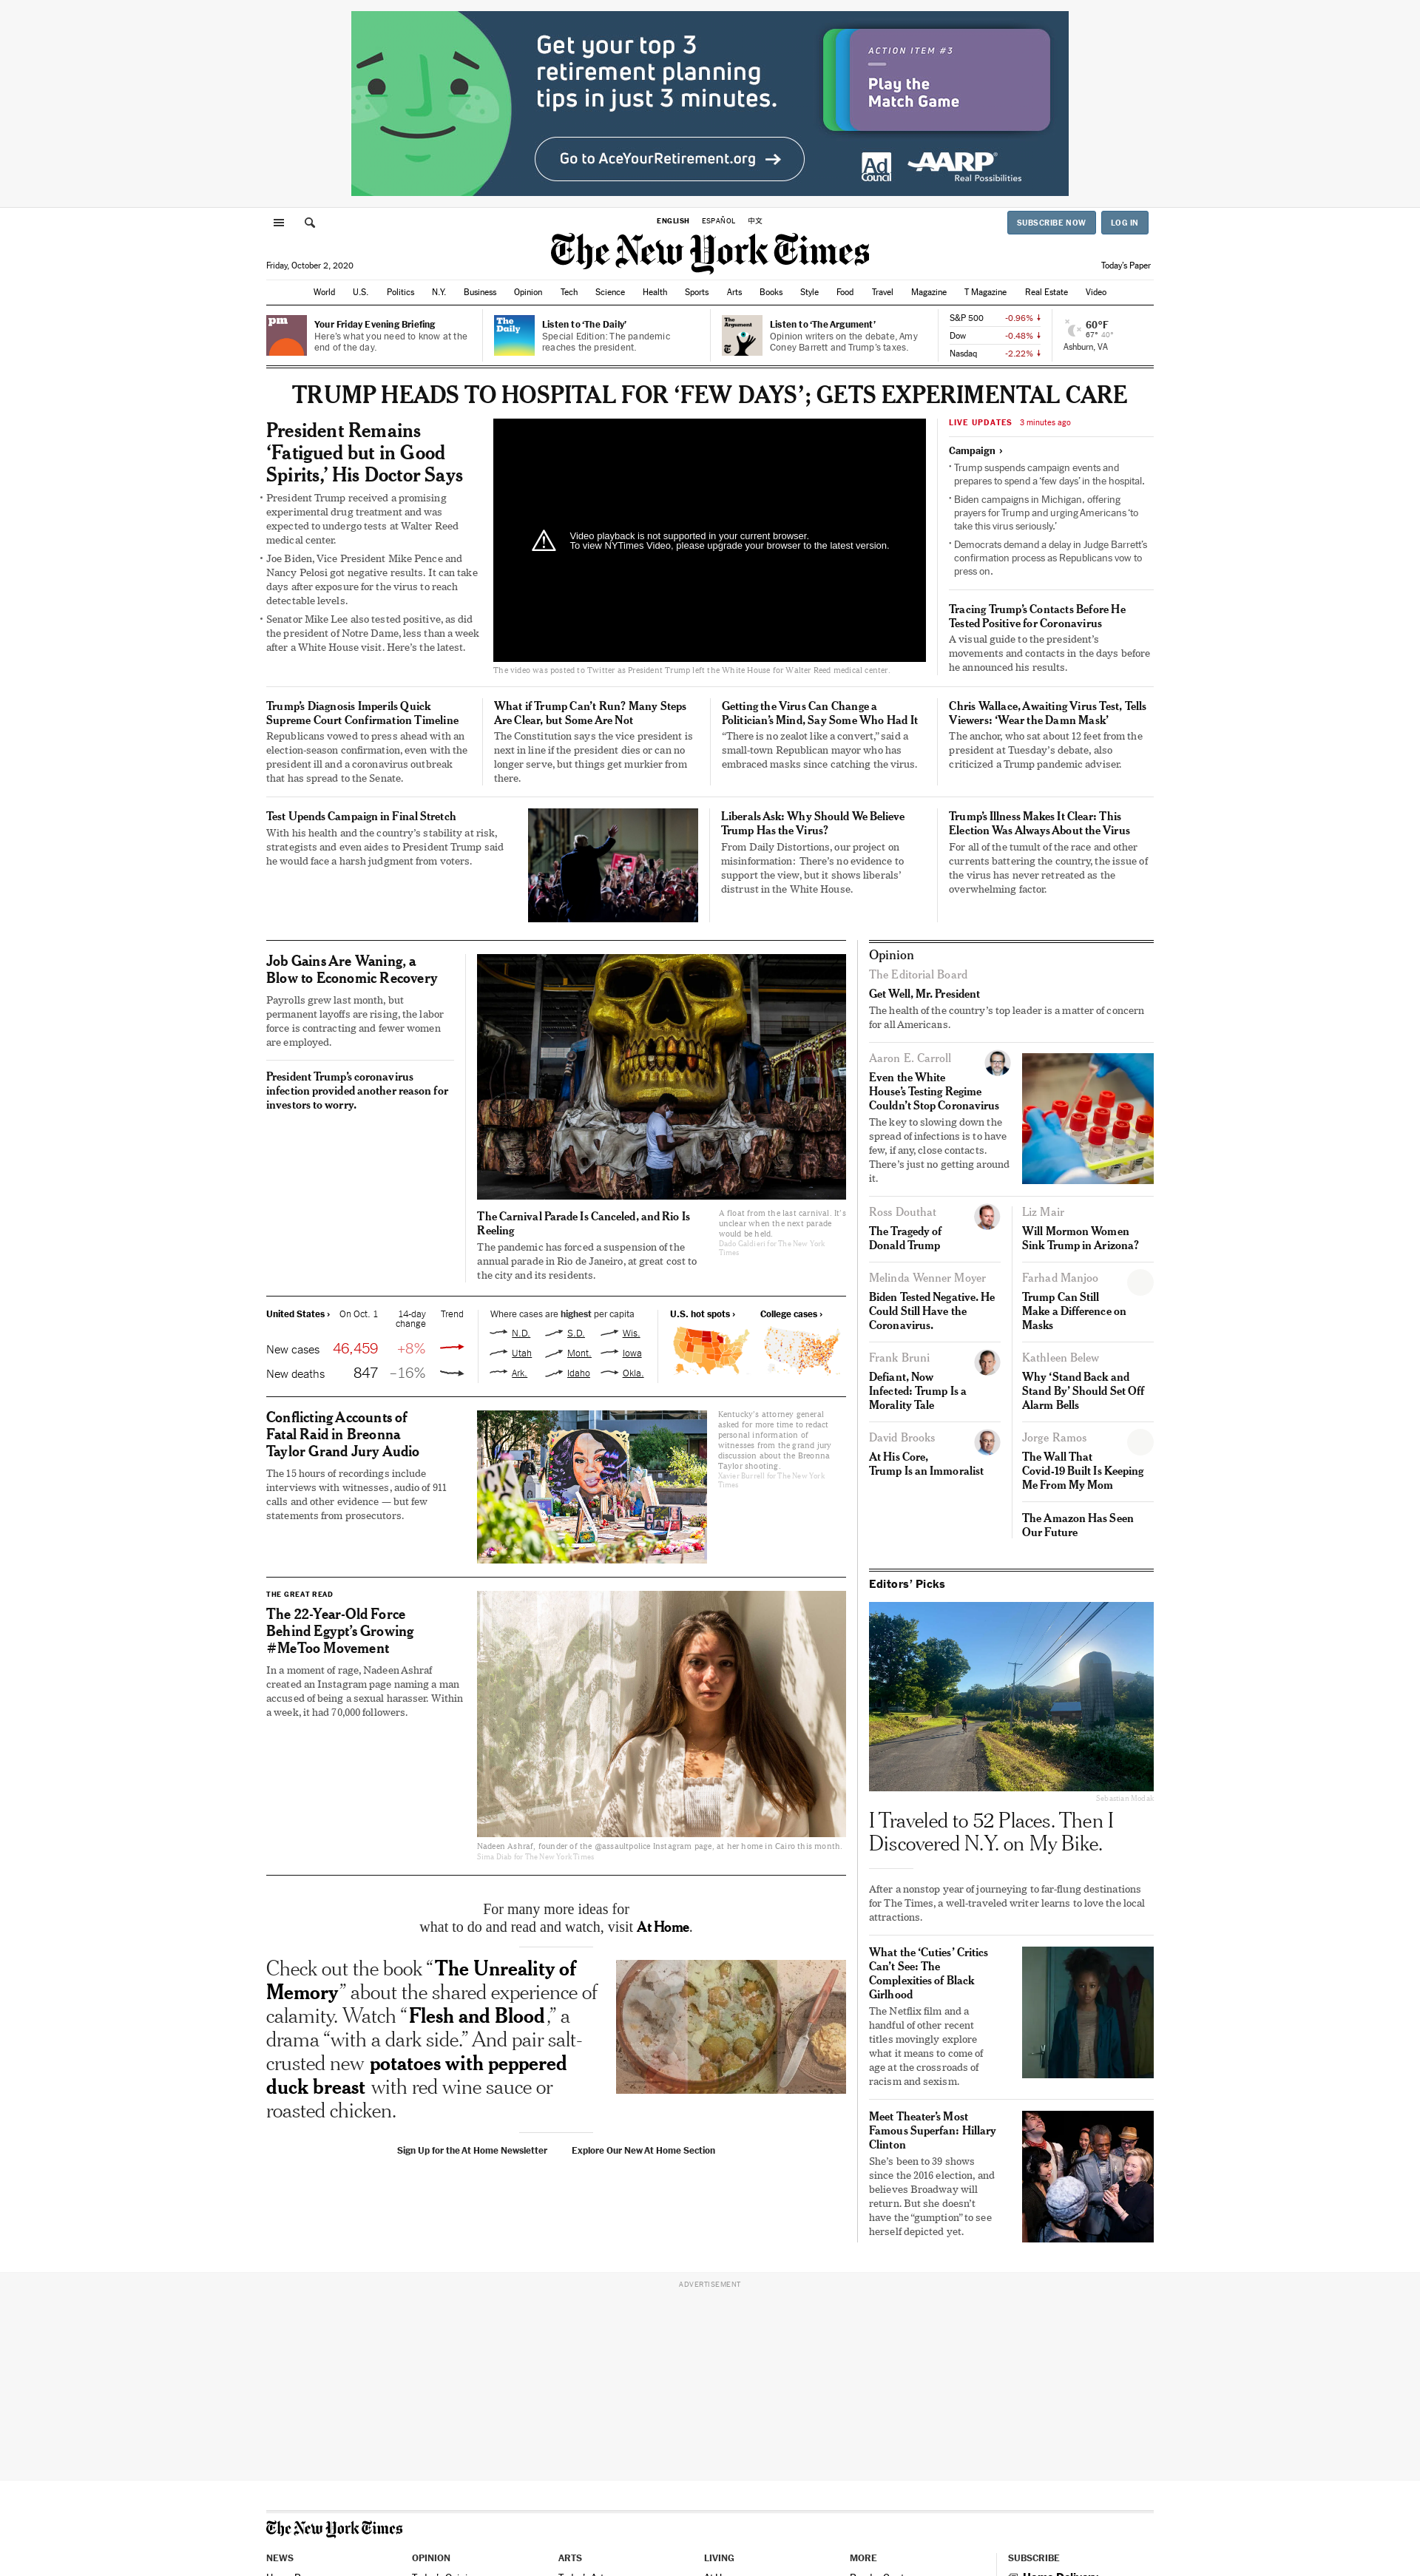 Get your top 3
retirement planning
tips in just 3 minutes.
Go to AceYourRetirement.org →
ACTION ITEM #3
Play the
Match Game
Ad
Council
AARP
Real Possibilities
ENGLISH ESPAÑOL 中文
SUBSCRIBE NOW LOG IN
The New York Times
Friday, October 2, 2020
Today's Paper
World U.S. Politics N.Y. Business Opinion Tech Science Health Sports Arts Books Style Food Travel Magazine T Magazine Real Estate Video
pm
Your Friday Evening Briefing
Here's what you need to know at the
end of the day.
The
Daily
Listen to 'The Daily'
Special Edition: The pandemic
reaches the president.
The
Argument
Listen to 'The Argument'
Opinion writers on the debate, Amy
Coney Barrett and Trump's taxes.
S&P 500 -0.96% ↓
Dow -0.48% ↓
Nasdaq -2.22% ↓
60°F
67° 40°
Ashburn, VA
TRUMP HEADS TO HOSPITAL FOR 'FEW DAYS'; GETS EXPERIMENTAL CARE
President Remains
'Fatigued but in Good
Spirits,' His Doctor Says
• President Trump received a promising
experimental drug treatment and was
expected to undergo tests at Walter Reed
medical center.
• Joe Biden, Vice President Mike Pence and
Nancy Pelosi got negative results. It can take
days after exposure for the virus to reach
detectable levels.
• Senator Mike Lee also tested positive, as did
the president of Notre Dame, less than a week
after a White House visit. Here's the latest.
Video playback is not supported in your current browser.
To view NYTimes Video, please upgrade your browser to the latest version.
The video was posted to Twitter as President Trump left the White House for Walter Reed medical center.
LIVE UPDATES 3 minutes ago
Campaign ›
• Trump suspends campaign events and
prepares to spend a 'few days' in the hospital.
• Biden campaigns in Michigan, offering
prayers for Trump and urging Americans 'to
take this virus seriously.'
• Democrats demand a delay in Judge Barrett's
confirmation process as Republicans vow to
press on.
Tracing Trump's Contacts Before He
Tested Positive for Coronavirus
A visual guide to the president's
movements and contacts in the days before
he announced his results.
Trump's Diagnosis Imperils Quick
Supreme Court Confirmation Timeline
Republicans vowed to press ahead with an
election-season confirmation, even with the
president ill and a coronavirus outbreak
that has spread to the Senate.
What if Trump Can't Run? Many Steps
Are Clear, but Some Are Not
The Constitution says the vice president is
next in line if the president dies or can no
longer serve, but things get murkier from
there.
Getting the Virus Can Change a
Politician's Mind, Say Some Who Had It
"There is no zealot like a convert," said a
small-town Republican mayor who has
embraced masks since catching the virus.
Chris Wallace, Awaiting Virus Test, Tells
Viewers: 'Wear the Damn Mask'
The anchor, who sat about 12 feet from the
president at Tuesday's debate, also
criticized a Trump pandemic adviser.
Test Upends Campaign in Final Stretch
With his health and the country's stability at risk,
strategists and even aides to President Trump said
he would face a harsh judgment from voters.
Liberals Ask: Why Should We Believe
Trump Has the Virus?
From Daily Distortions, our project on
misinformation: There's no evidence to
support the view, but it shows liberals'
distrust in the White House.
Trump's Illness Makes It Clear: This
Election Was Always About the Virus
For all of the tumult of the race and other
currents battering the country, the issue of
the virus has never retreated as the
overwhelming factor.
Job Gains Are Waning, a
Blow to Economic Recovery
Payrolls grew last month, but
permanent layoffs are rising, the labor
force is contracting and fewer women
are employed.
President Trump's coronavirus
infection provided another reason for
investors to worry.
The Carnival Parade Is Canceled, and Rio Is
Reeling
The pandemic has forced a suspension of the
annual parade in Rio de Janeiro, at great cost to
the city and its residents.
A float from the last carnival. It's
unclear when the next parade
would be held.
Dado Galdieri for The New York
Times
United States › On Oct. 1 14-day
change Trend
New cases 46,459 +8%
New deaths 847 –16%
Where cases are highest per capita
N.D. S.D. Wis.
Utah Mont. Iowa
Ark. Idaho Okla.
U.S. hot spots ›
College cases ›
Conflicting Accounts of
Fatal Raid in Breonna
Taylor Grand Jury Audio
The 15 hours of recordings include
interviews with witnesses, audio of 911
calls and other evidence — but few
statements from prosecutors.
Kentucky's attorney general
asked for more time to redact
personal information of
witnesses from the grand jury
discussion about the Breonna
Taylor shooting.
Xavier Burrell for The New York
Times
THE GREAT READ
The 22-Year-Old Force
Behind Egypt's Growing
#MeToo Movement
In a moment of rage, Nadeen Ashraf
created an Instagram page naming a man
accused of being a sexual harasser. Within
a week, it had 70,000 followers.
Nadeen Ashraf, founder of the @assaultpolice Instagram page, at her home in Cairo this month.
Sima Diab for The New York Times
For many more ideas for
what to do and read and watch, visit At Home.
Check out the book "The Unreality of
Memory" about the shared experience of
calamity. Watch "Flesh and Blood," a
drama "with a dark side." And pair salt-
crusted new potatoes with peppered
duck breast with red wine sauce or
roasted chicken.
Sign Up for the At Home Newsletter Explore Our New At Home Section
Opinion
The Editorial Board
Get Well, Mr. President
The health of the country's top leader is a matter of concern
for all Americans.
Aaron E. Carroll
Even the White
House's Testing Regime
Couldn't Stop Coronavirus
The key to slowing down the
spread of infections is to have
few, if any, close contacts.
There's just no getting around
it.
Ross Douthat
The Tragedy of
Donald Trump
Liz Mair
Will Mormon Women
Sink Trump in Arizona?
Melinda Wenner Moyer
Biden Tested Negative. He
Could Still Have the
Coronavirus.
Farhad Manjoo
Trump Can Still
Make a Difference on
Masks
Frank Bruni
Defiant, Now
Infected: Trump Is a
Morality Tale
Kathleen Belew
Why 'Stand Back and
Stand By' Should Set Off
Alarm Bells
David Brooks
At His Core,
Trump Is an Immoralist
Jorge Ramos
The Wall That
Covid-19 Built Is Keeping
Me From My Mom
The Amazon Has Seen
Our Future
Editors' Picks
Sebastian Modak
I Traveled to 52 Places. Then I
Discovered N.Y. on My Bike.
After a nonstop year of journeying to far-flung destinations
for The Times, a well-traveled writer learns to love the local
attractions.
What the 'Cuties' Critics
Can't See: The
Complexities of Black
Girlhood
The Netflix film and a
handful of other recent
titles movingly explore
what it means to come of
age at the crossroads of
racism and sexism.
Meet Theater's Most
Famous Superfan: Hillary
Clinton
She's been to 39 shows
since the 2016 election, and
believes Broadway will
return. But she doesn't
have the "gumption" to see
herself depicted yet.
ADVERTISEMENT
The New York Times
NEWS OPINION ARTS LIVING MORE SUBSCRIBE